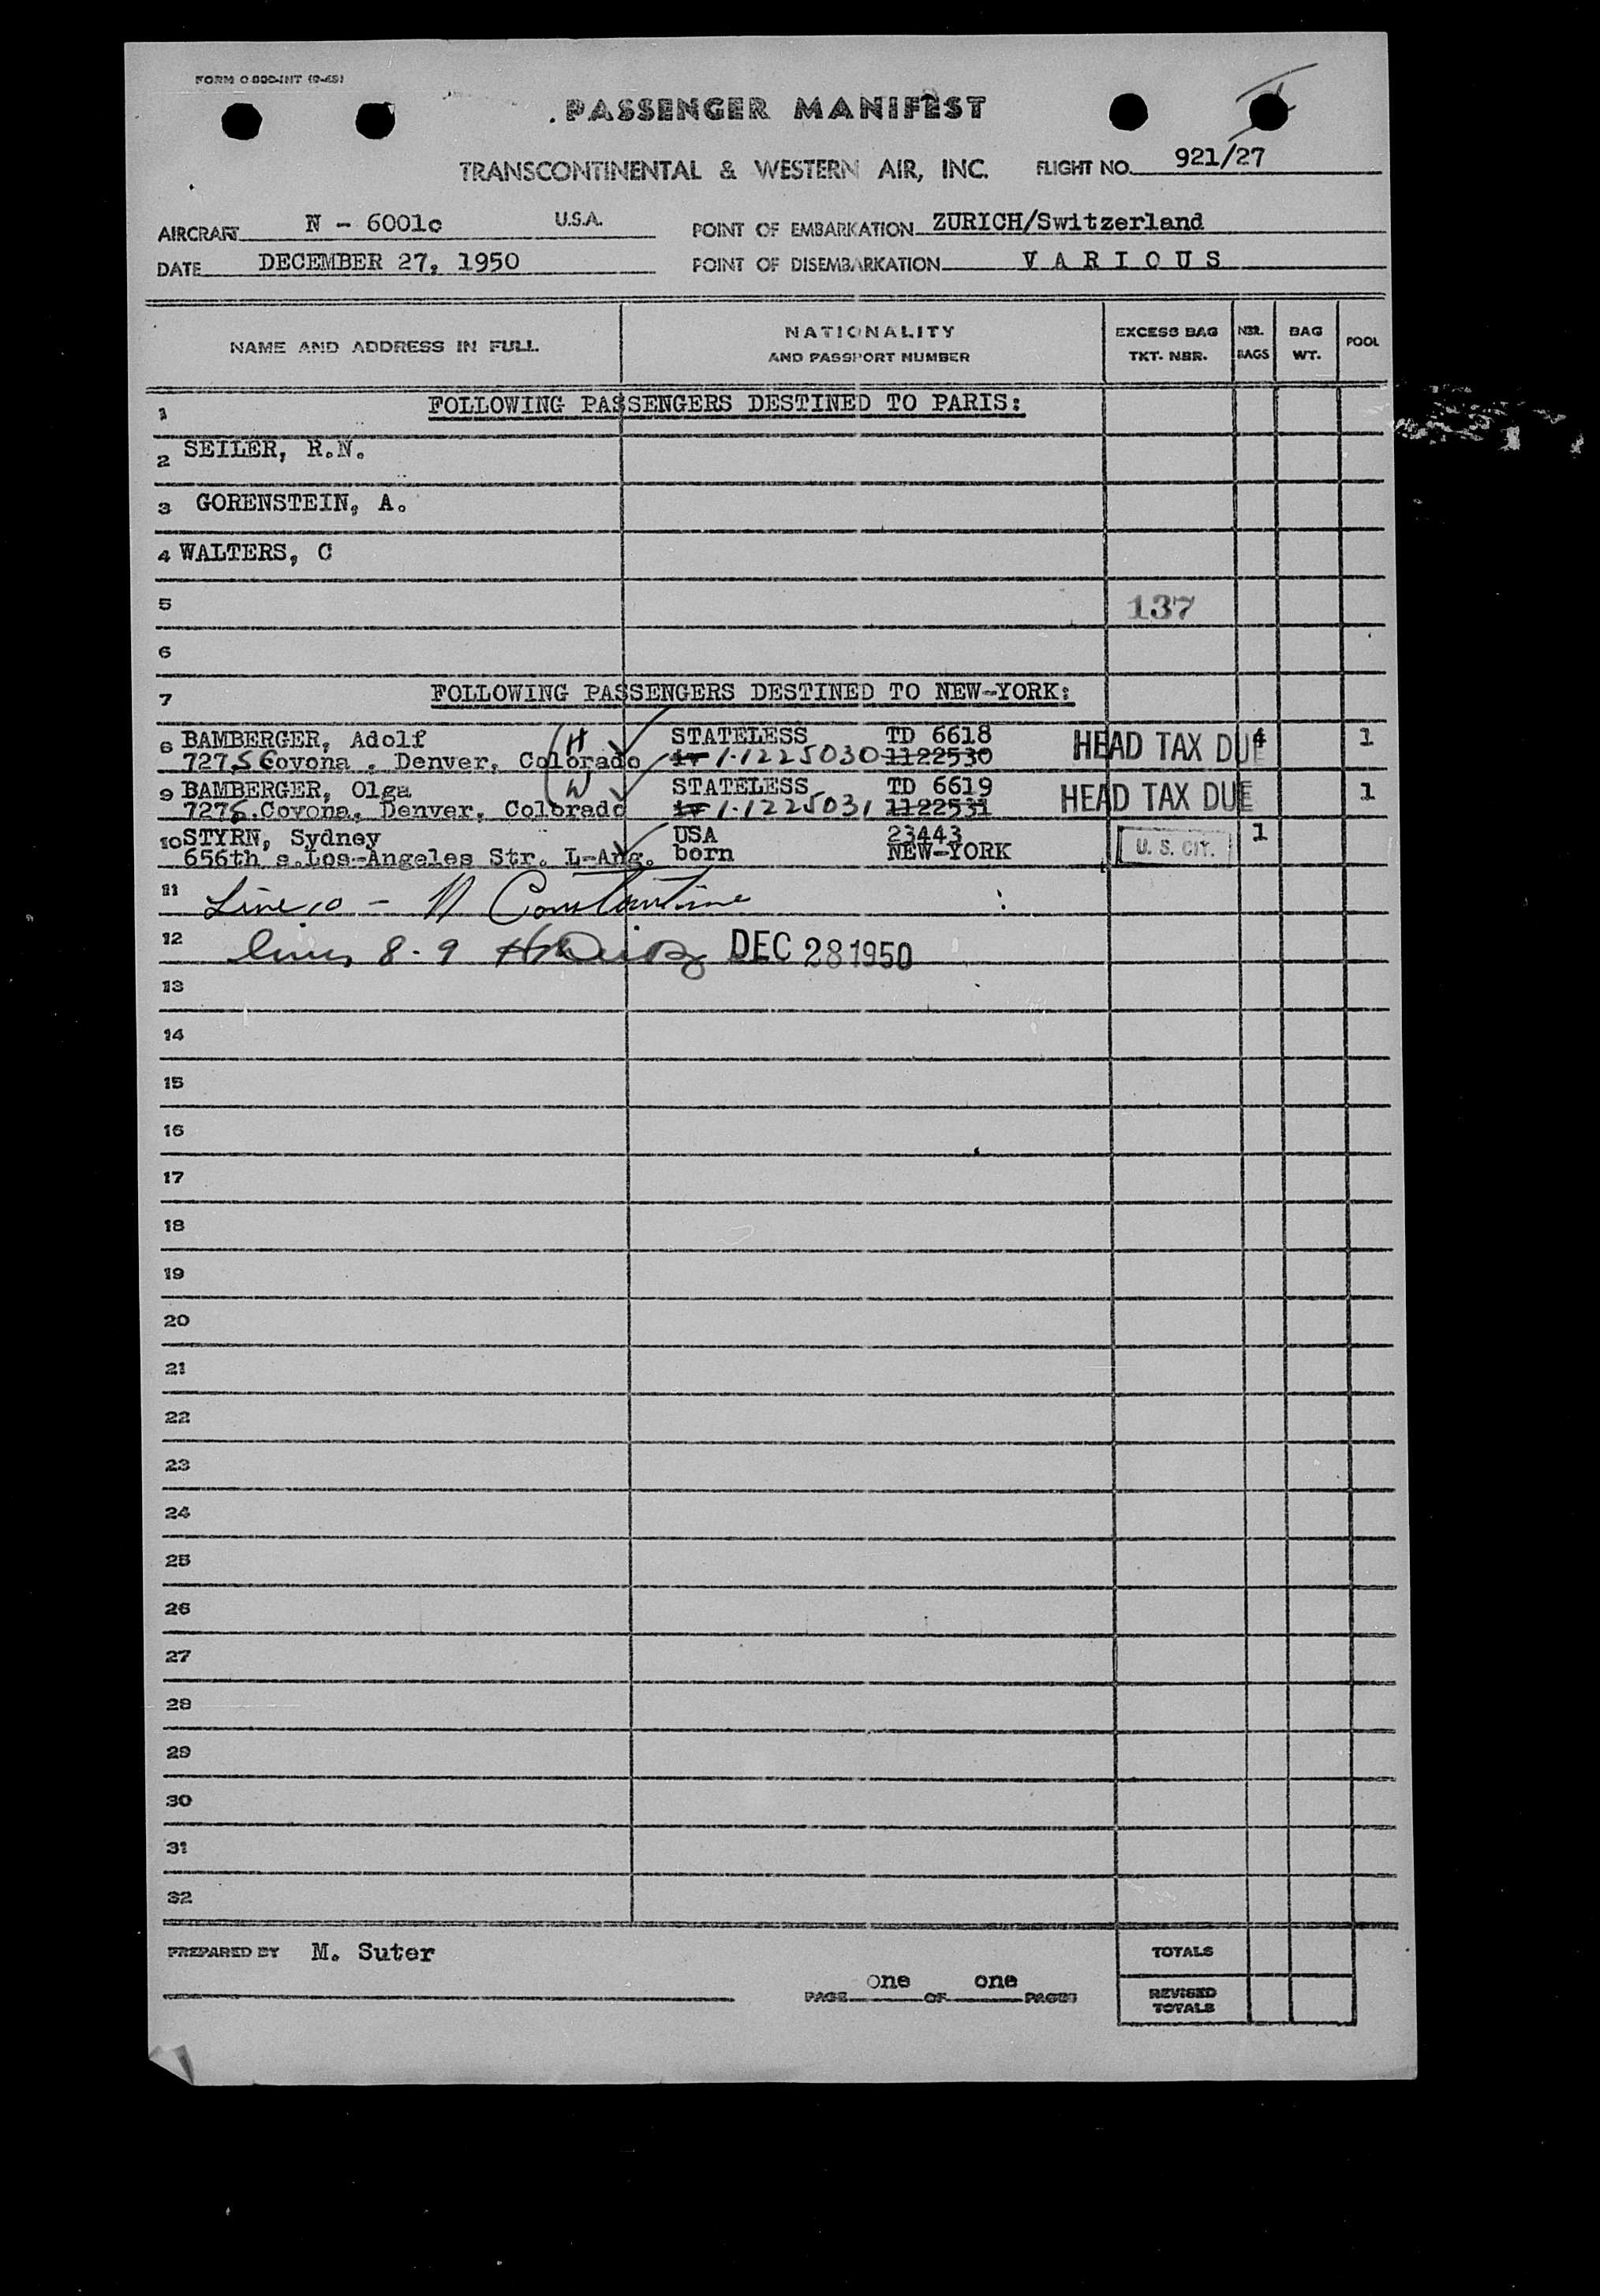 FORM O 800-INT (9-45)
PASSENGER MANIFEST
TRANSCONTINENTAL & WESTERN AIR, INC. FLIGHT NO. 921/27
AIRCRAFT N - 6001c U.S.A. POINT OF EMBARKATION ZURICH/Switzerland
DATE DECEMBER 27, 1950 POINT OF DISEMBARKATION VARIOUS
NAME AND ADDRESS IN FULL NATIONALITY AND PASSPORT NUMBER EXCESS BAG TKT. NBR. NBR. BAGS BAG WT. POOL
1 FOLLOWING PASSENGERS DESTINED TO PARIS:
2 SEILER, R.N.
3 GORENSTEIN, A.
4 WALTERS, C
5 137
6
7 FOLLOWING PASSENGERS DESTINED TO NEW-YORK:
8 BAMBERGER, Adolf (H STATELESS TD 6618 HEAD TAX DUE 4 1
727 S Covona . Denver, Colorado 1-1225030 1122530
9 BAMBERGER, Olga (W STATELESS TD 6619 HEAD TAX DUE 1
727 S.Covona, Denver, Colorado 1-1225031 1122531
10 STYRN, Sydney USA 23443 U. S. CIT. 1
656th s.Los-Angeles Str. L-Ang. born NEW-YORK
11 Line 10 - N Constantine
12 lines 8-9 DEC 28 1950
13
14
15
16
17
18
19
20
21
22
23
24
25
26
27
28
29
30
31
32
PREPARED BY M. Suter TOTALS
PAGE one OF one PAGES REVISED TOTALS